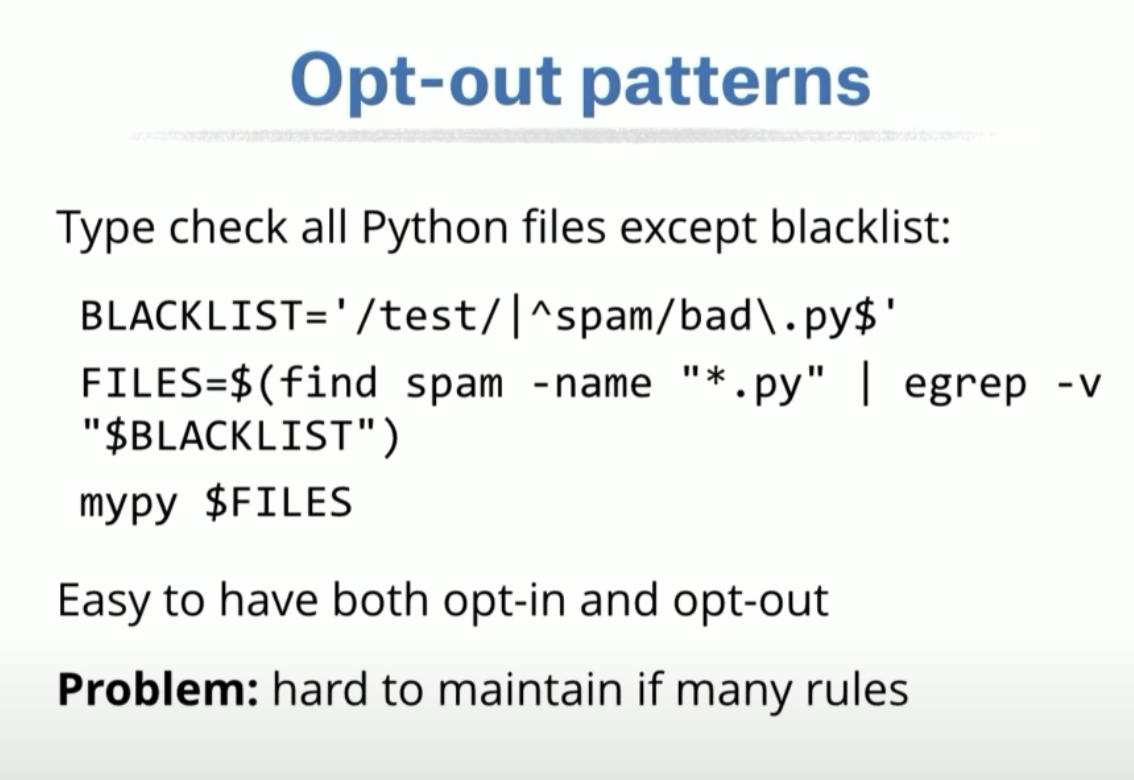 Opt-out patterns
Type check all Python files except blacklist:
BLACKLIST='/test/|^spam/bad\.py$'
FILES=$(find spam -name "*.py" | egrep -v
"$BLACKLIST")
mypy $FILES
Easy to have both opt-in and opt-out
Problem: hard to maintain if many rules